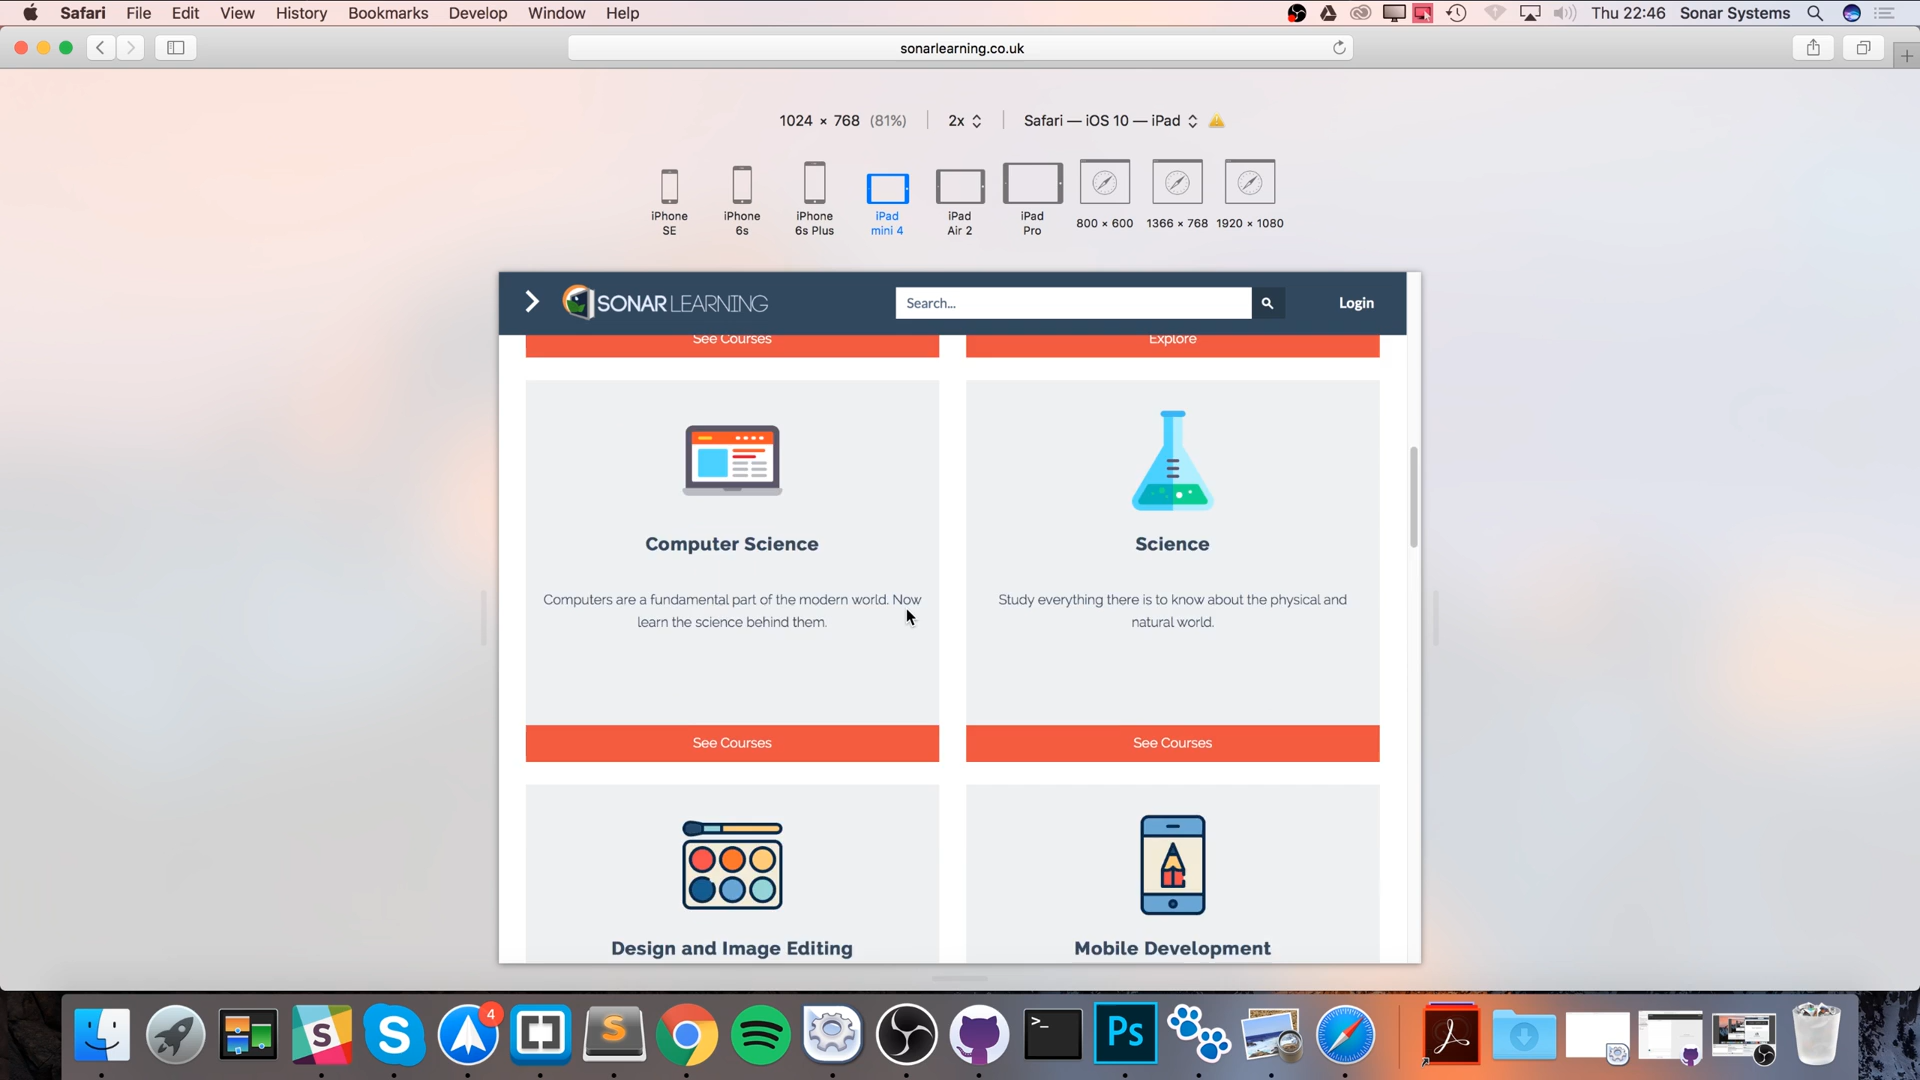 Safari File Edit View History Bookmarks Develop Window Help Thu 22:46 Sonar Systems
sonarlearning.co.uk
1024 × 768 (81%) 2x Safari — iOS 10 — iPad
iPhone SE
iPhone 6s
iPhone 6s Plus
iPad mini 4
iPad Air 2
iPad Pro
800 × 600
1366 × 768
1920 × 1080
SONAR LEARNING Search... Login
See Courses Explore
Computer Science
Computers are a fundamental part of the modern world. Now
learn the science behind them.
See Courses
Science
Study everything there is to know about the physical and
natural world.
See Courses
Design and Image Editing
Mobile Development
4
S
S
S
>_
Ps